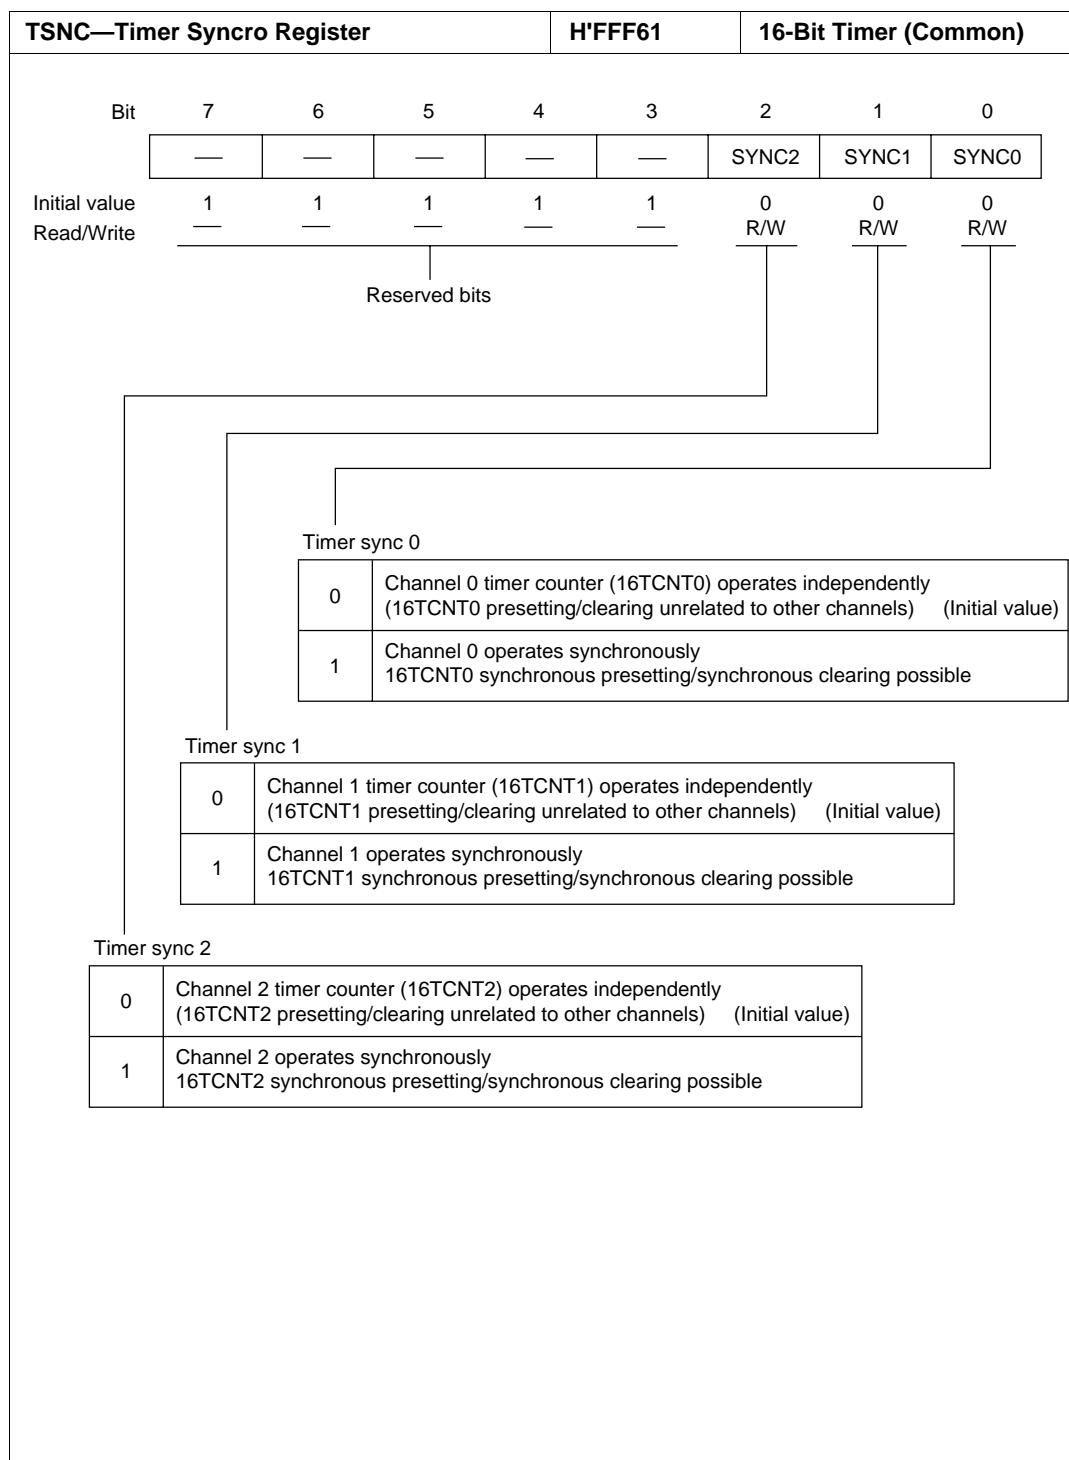 TSNC—Timer Syncro Register H'FFF61 16-Bit Timer (Common)
Bit 7 6 5 4 3 2 1 0
— — — — — SYNC2 SYNC1 SYNC0
Initial value 1 1 1 1 1 0 0 0
Read/Write — — — — — R/W R/W R/W
Reserved bits
Timer sync 0
0 Channel 0 timer counter (16TCNT0) operates independently
(16TCNT0 presetting/clearing unrelated to other channels) (Initial value)
1 Channel 0 operates synchronously
16TCNT0 synchronous presetting/synchronous clearing possible
Timer sync 1
0 Channel 1 timer counter (16TCNT1) operates independently
(16TCNT1 presetting/clearing unrelated to other channels) (Initial value)
1 Channel 1 operates synchronously
16TCNT1 synchronous presetting/synchronous clearing possible
Timer sync 2
0 Channel 2 timer counter (16TCNT2) operates independently
(16TCNT2 presetting/clearing unrelated to other channels) (Initial value)
1 Channel 2 operates synchronously
16TCNT2 synchronous presetting/synchronous clearing possible